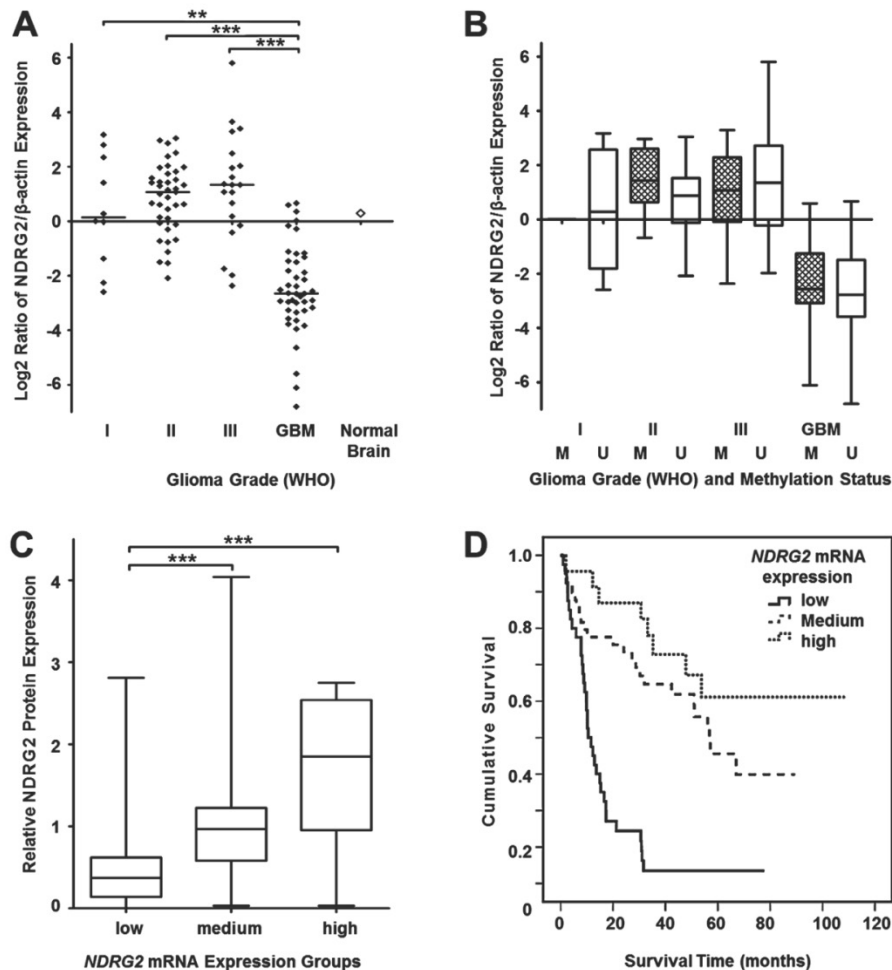 A
**
***
***
Log2 Ratio of NDRG2/β-actin Expression
6
4
2
0
-2
-4
-6
I II III GBM Normal
Brain
Glioma Grade (WHO)
B
Log2 Ratio of NDRG2/β-actin Expression
6
4
2
0
-2
-4
-6
I II III GBM
M U M U M U M U
Glioma Grade (WHO) and Methylation Status
C
***
***
Relative NDRG2 Protein Expression
4
3
2
1
0
low medium high
NDRG2 mRNA Expression Groups
D
NDRG2 mRNA
expression
low
Medium
high
Cumulative Survival
1.0
0.8
0.6
0.4
0.2
0 20 40 60 80 100 120
Survival Time (months)